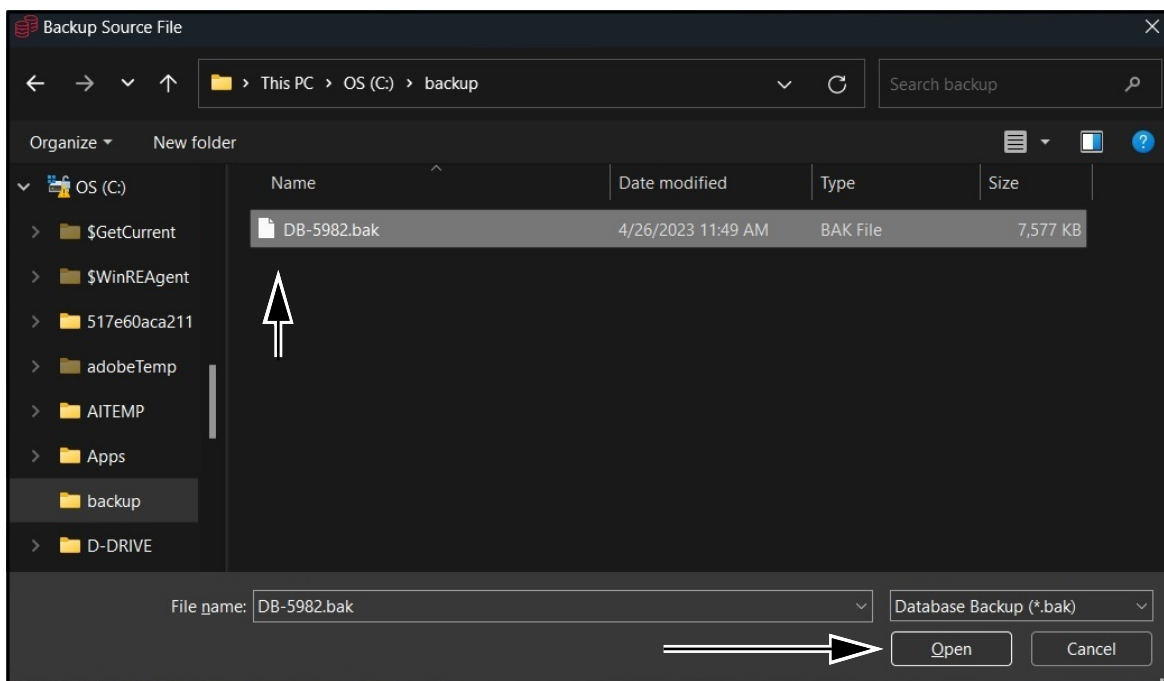 Backup Source File
This PC > OS (C:) > backup
Search backup
Organize
New folder
Name
Date modified
Type
Size
OS (C:)
$GetCurrent
$WinREAgent
517e60aca211
adobeTemp
AITEMP
Apps
backup
D-DRIVE
DB-5982.bak
4/26/2023 11:49 AM
BAK File
7,577 KB
File name:
DB-5982.bak
Database Backup (*.bak)
Open
Cancel